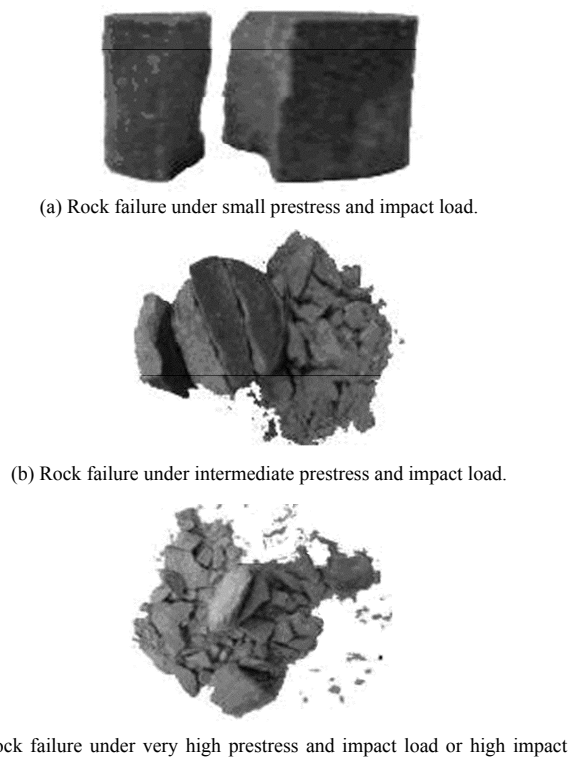 (a) Rock failure under small prestress and impact load.
(b) Rock failure under intermediate prestress and impact load.
ock failure under very high prestress and impact load or high impact